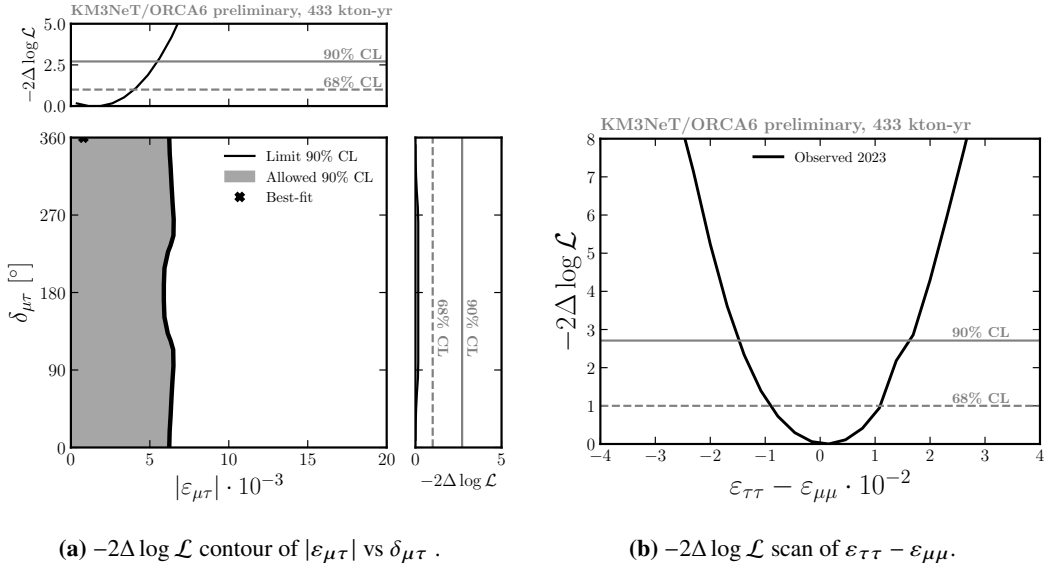 KM3NeT/ORCA6 preliminary, 433 kton-yr
−2Δ log ℒ
5.0
2.5
0.0
90% CL
68% CL
360
270
180
90
0
δμτ [°]
Limit 90% CL
Allowed 90% CL
Best-fit
0 5 10 15 20
|εμτ| · 10⁻³
68% CL
90% CL
0 5
−2Δ log ℒ
(a) −2Δ log ℒ contour of |εμτ| vs δμτ .
KM3NeT/ORCA6 preliminary, 433 kton-yr
Observed 2023
−2Δ log ℒ
8
7
6
5
4
3
2
1
0
90% CL
68% CL
−4 −3 −2 −1 0 1 2 3 4
εττ − εμμ · 10⁻²
(b) −2Δ log ℒ scan of εττ − εμμ.